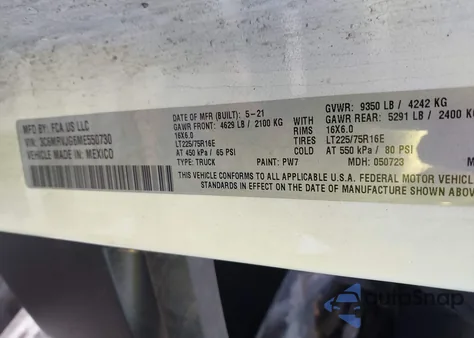 MFD BY: FCA US LLC
VIN: 3C6MRVJG6ME550730
VEHICLE MADE IN: MEXICO
DATE OF MFR (BUILT): 5-21
GAWR FRONT: 4629 LB / 2100 KG
16X6.0
LT225/75R16E
AT 450 kPa / 65 PSI
TYPE: TRUCK PAINT: PW7
WITH
RIMS
TIRES
COLD
GVWR: 9350 LB / 4242 KG
GAWR REAR: 5291 LB / 2400 KG
16X6.0
LT225/75R16E
AT 550 kPa / 80 PSI
MDH: 050723
THIS VEHICLE CONFORMS TO ALL APPLICABLE U.S.A. FEDERAL MOTOR VEHICLE
STANDARDS IN EFFECT ON THE DATE OF MANUFACTURE SHOWN ABOV
AutoSnap